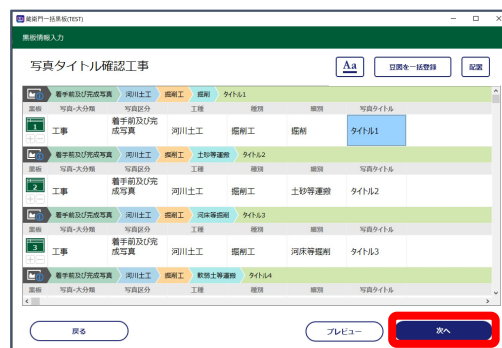 蔵衛門一括黒板(TEST)
黒板情報入力
写真タイトル確認工事
Aa
豆図を一括登録
配置
着手前及び完成写真 河川土工 掘削工 掘削 タイトル1
黒板 写真-大分類 写真区分 工種 種別 細別 写真タイトル
1 工事 着手前及び完成写真 河川土工 掘削工 掘削 タイトル1
着手前及び完成写真 河川土工 掘削工 土砂等運搬 タイトル2
黒板 写真-大分類 写真区分 工種 種別 細別 写真タイトル
2 工事 着手前及び完成写真 河川土工 掘削工 土砂等運搬 タイトル2
着手前及び完成写真 河川土工 掘削工 河床等掘削 タイトル3
黒板 写真-大分類 写真区分 工種 種別 細別 写真タイトル
3 工事 着手前及び完成写真 河川土工 掘削工 河床等掘削 タイトル3
着手前及び完成写真 河川土工 掘削工 軟弱土等運搬 タイトル4
黒板 写真-大分類 写真区分 工種 種別 細別 写真タイトル
戻る
プレビュー
次へ